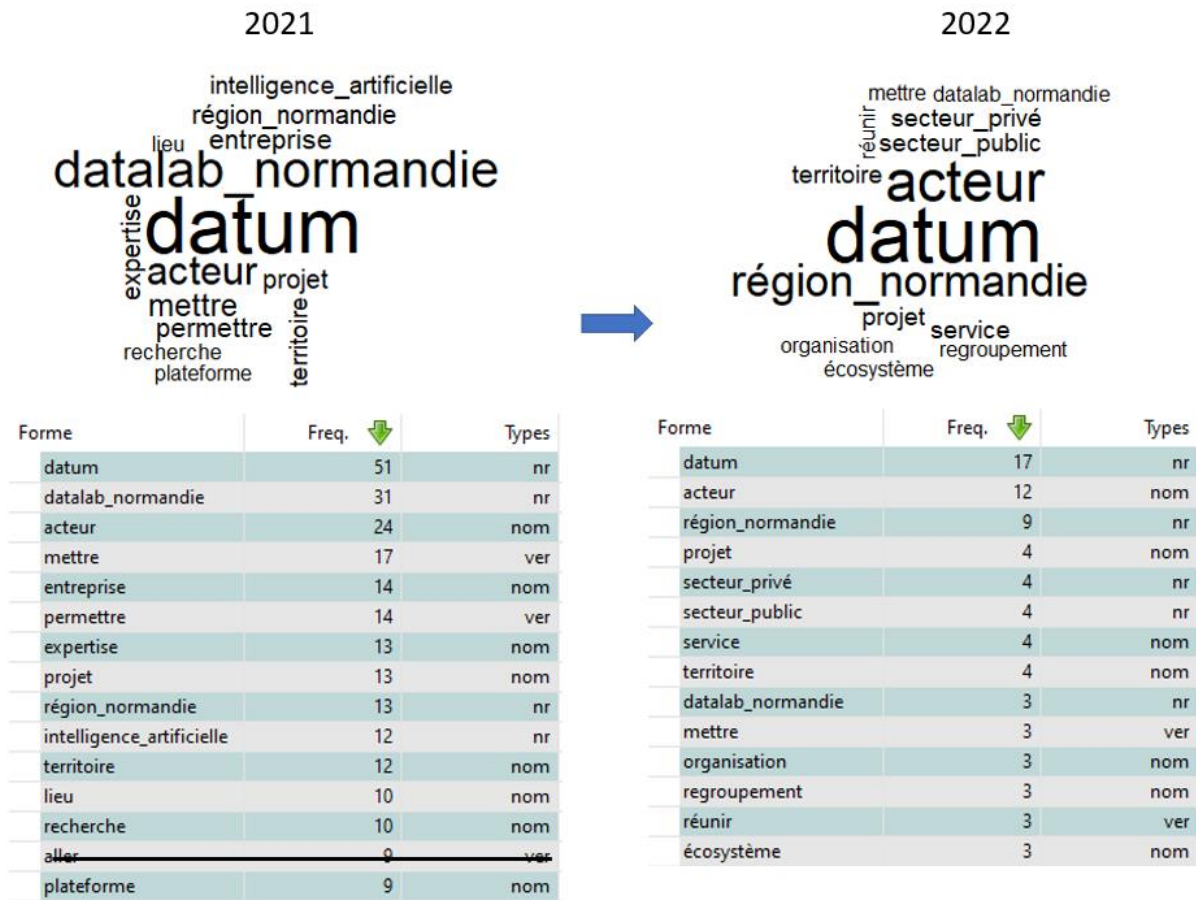 2021
intelligence_artificielle
région_normandie
lieu entreprise
datalab_normandie
datum
expertise
acteur projet
mettre
permettre
territoire
recherche
plateforme
Forme Freq. Types
datum 51 nr
datalab_normandie 31 nr
acteur 24 nom
mettre 17 ver
entreprise 14 nom
permettre 14 ver
expertise 13 nom
projet 13 nom
région_normandie 13 nr
intelligence_artificielle 12 nr
territoire 12 nom
lieu 10 nom
recherche 10 nom
aller 9 ver
plateforme 9 nom
2022
mettre datalab_normandie
réunir
secteur_privé
secteur_public
territoire acteur
datum
région_normandie
projet service
organisation regroupement
écosystème
Forme Freq. Types
datum 17 nr
acteur 12 nom
région_normandie 9 nr
projet 4 nom
secteur_privé 4 nr
secteur_public 4 nr
service 4 nom
territoire 4 nom
datalab_normandie 3 nr
mettre 3 ver
organisation 3 nom
regroupement 3 nom
réunir 3 ver
écosystème 3 nom